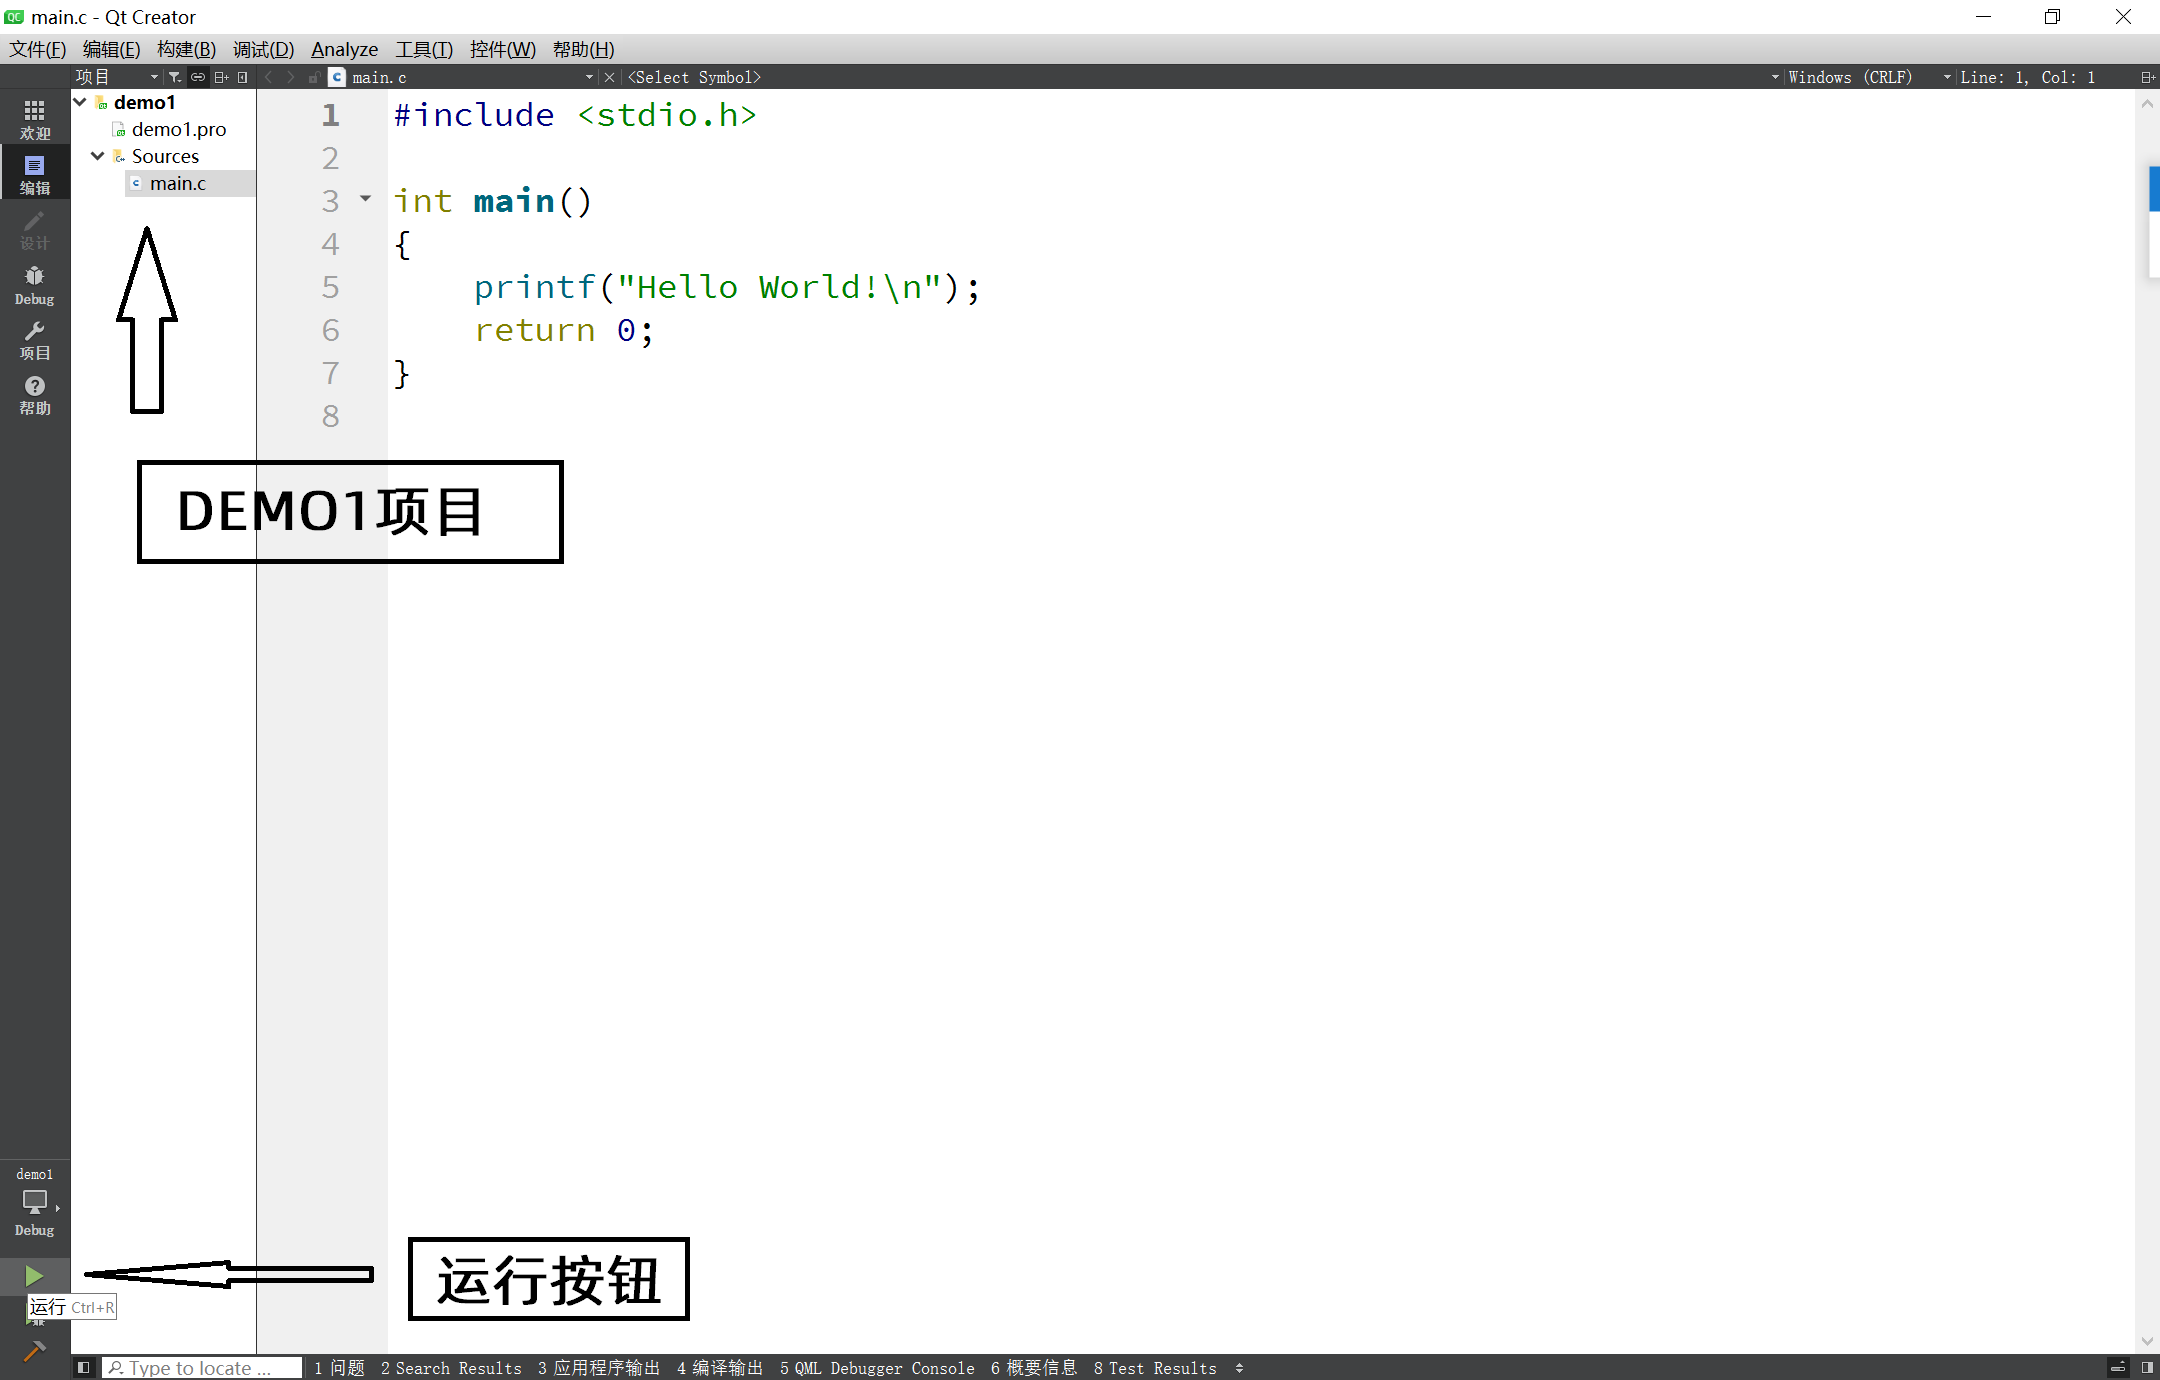 main.c - Qt Creator
文件(F) 编辑(E) 构建(B) 调试(D) Analyze 工具(T) 控件(W) 帮助(H)
项目 main.c <Select Symbol> Windows (CRLF) Line: 1, Col: 1
欢迎
编辑
设计
Debug
项目
帮助
demo1
demo1.pro
Sources
main.c
1 #include <stdio.h>
2
3 int main()
4 {
5 printf("Hello World!\n");
6 return 0;
7 }
8
DEMO1项目
demo1
Debug
运行按钮
运行 Ctrl+R
Type to locate ... 1 问题 2 Search Results 3 应用程序输出 4 编译输出 5 QML Debugger Console 6 概要信息 8 Test Results